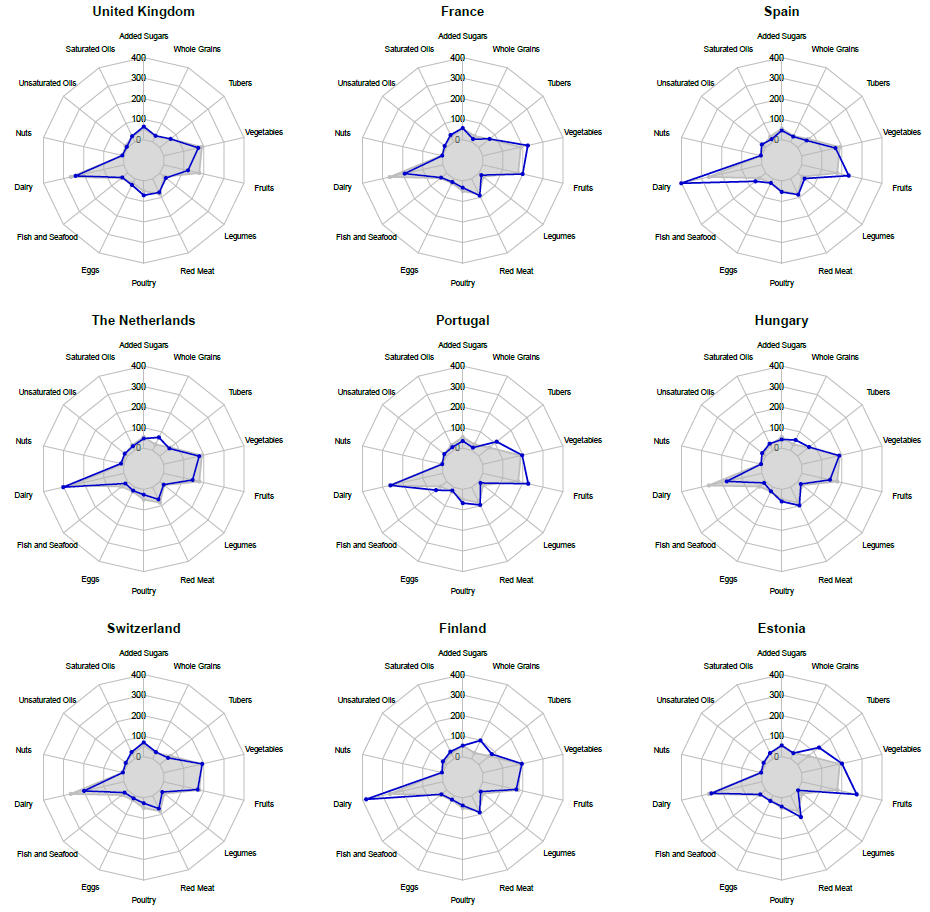 United Kingdom
Added Sugars
Saturated Oils
Whole Grains
Unsaturated Oils
Tubers
Nuts
Vegetables
Dairy
Fruits
Fish and Seafood
Legumes
Eggs
Red Meat
Poultry
400
300
200
100
0
France
Added Sugars
Saturated Oils
Whole Grains
Unsaturated Oils
Tubers
Nuts
Vegetables
Dairy
Fruits
Fish and Seafood
Legumes
Eggs
Red Meat
Poultry
400
300
200
100
0
Spain
Added Sugars
Saturated Oils
Whole Grains
Unsaturated Oils
Tubers
Nuts
Vegetables
Dairy
Fruits
Fish and Seafood
Legumes
Eggs
Red Meat
Poultry
400
300
200
100
0
The Netherlands
Added Sugars
Saturated Oils
Whole Grains
Unsaturated Oils
Tubers
Nuts
Vegetables
Dairy
Fruits
Fish and Seafood
Legumes
Eggs
Red Meat
Poultry
400
300
200
100
0
Portugal
Added Sugars
Saturated Oils
Whole Grains
Unsaturated Oils
Tubers
Nuts
Vegetables
Dairy
Fruits
Fish and Seafood
Legumes
Eggs
Red Meat
Poultry
400
300
200
100
0
Hungary
Added Sugars
Saturated Oils
Whole Grains
Unsaturated Oils
Tubers
Nuts
Vegetables
Dairy
Fruits
Fish and Seafood
Legumes
Eggs
Red Meat
Poultry
400
300
200
100
0
Switzerland
Added Sugars
Saturated Oils
Whole Grains
Unsaturated Oils
Tubers
Nuts
Vegetables
Dairy
Fruits
Fish and Seafood
Legumes
Eggs
Red Meat
Poultry
400
300
200
100
0
Finland
Added Sugars
Saturated Oils
Whole Grains
Unsaturated Oils
Tubers
Nuts
Vegetables
Dairy
Fruits
Fish and Seafood
Legumes
Eggs
Red Meat
Poultry
400
300
200
100
0
Estonia
Added Sugars
Saturated Oils
Whole Grains
Unsaturated Oils
Tubers
Nuts
Vegetables
Dairy
Fruits
Fish and Seafood
Legumes
Eggs
Red Meat
Poultry
400
300
200
100
0